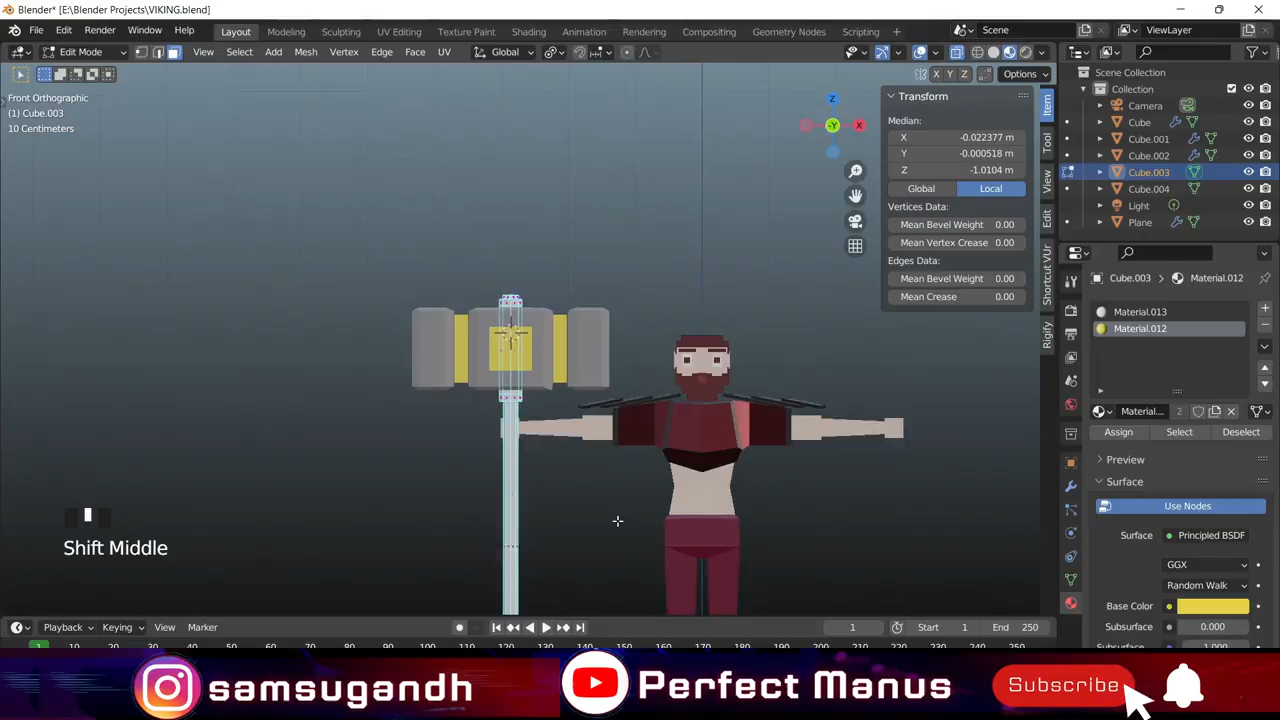 Blender* [E:\Blender Projects\VIKING.blend]
File Edit Render Window Help Layout Modeling Sculpting UV Editing Texture Paint Shading Animation Rendering Compositing Geometry Nodes Scripting + Scene ViewLayer
Edit Mode View Select Add Mesh Vertex Edge Face UV Global
X Y Z Options
Front Orthographic
(1) Cube.003
10 Centimeters
Z
-Y
X
Transform
Median:
X -0.022377 m
Y -0.000518 m
Z -1.0104 m
Global Local
Vertices Data:
Mean Bevel Weight 0.00
Mean Vertex Crease 0.00
Edges Data:
Mean Bevel Weight 0.00
Mean Crease 0.00
Item
Tool
View
Edit
Shortcut VUr
Rigify
Scene Collection
Collection
Camera
Cube
Cube.001
Cube.002
Cube.003
Cube.004
Light
Plane
Cube.003 > Material.012
Material.013
Material.012
Material... 2
Assign Select Deselect
Preview
Surface
Use Nodes
Surface Principled BSDF
GGX
Random Walk
Base Color
Subsurface 0.000
Shift Middle
Playback Keying View Marker 1 Start 1 End 250
samsugandh
Perfect Manus
Subscribe